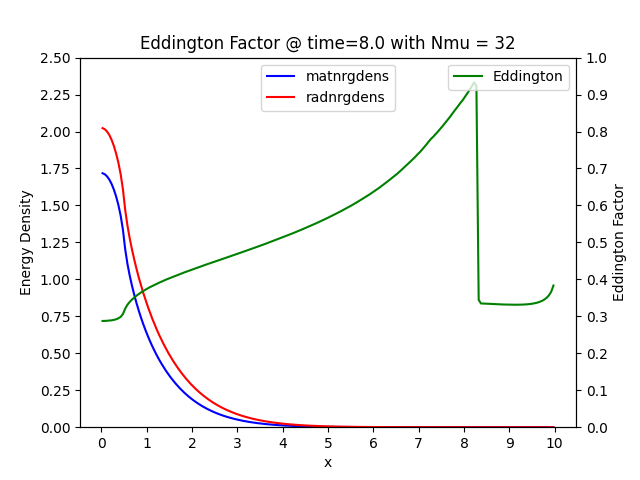 Eddington Factor @ time=8.0 with Nmu = 32
matnrgdens
radnrgdens
Eddington
Energy Density
2.50
2.25
2.00
1.75
1.50
1.25
1.00
0.75
0.50
0.25
0.00
1.0
0.9
0.8
0.7
0.6
0.5
0.4
0.3
0.2
0.1
0.0
Eddington Factor
0 1 2 3 4 5 6 7 8 9 10
x